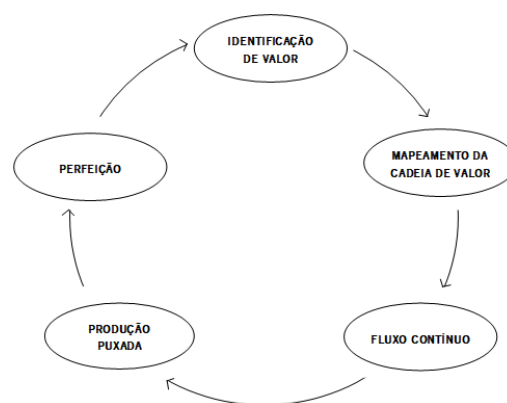 IDENTIFICAÇÃO
DE VALOR
MAPEAMENTO DA
CADEIA DE VALOR
FLUXO CONTÍNUO
PRODUÇÃO
PUXADA
PERFEIÇÃO